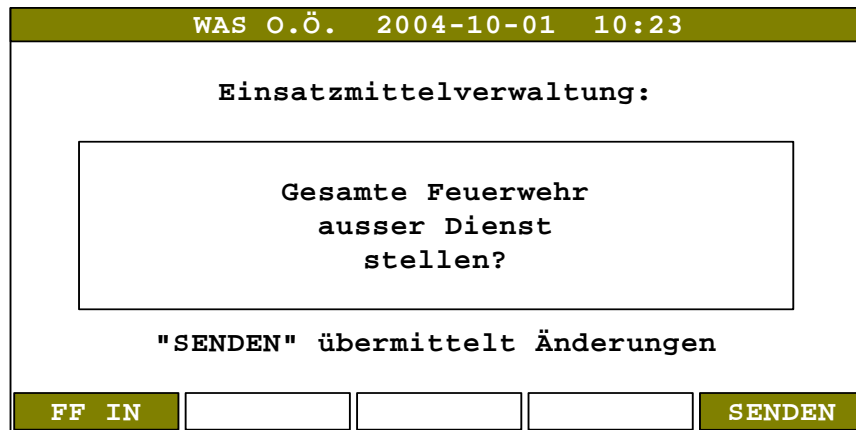 WAS O.Ö. 2004-10-01 10:23
Einsatzmittelverwaltung:
Gesamte Feuerwehr
ausser Dienst
stellen?
"SENDEN" übermittelt Änderungen
FF IN SENDEN